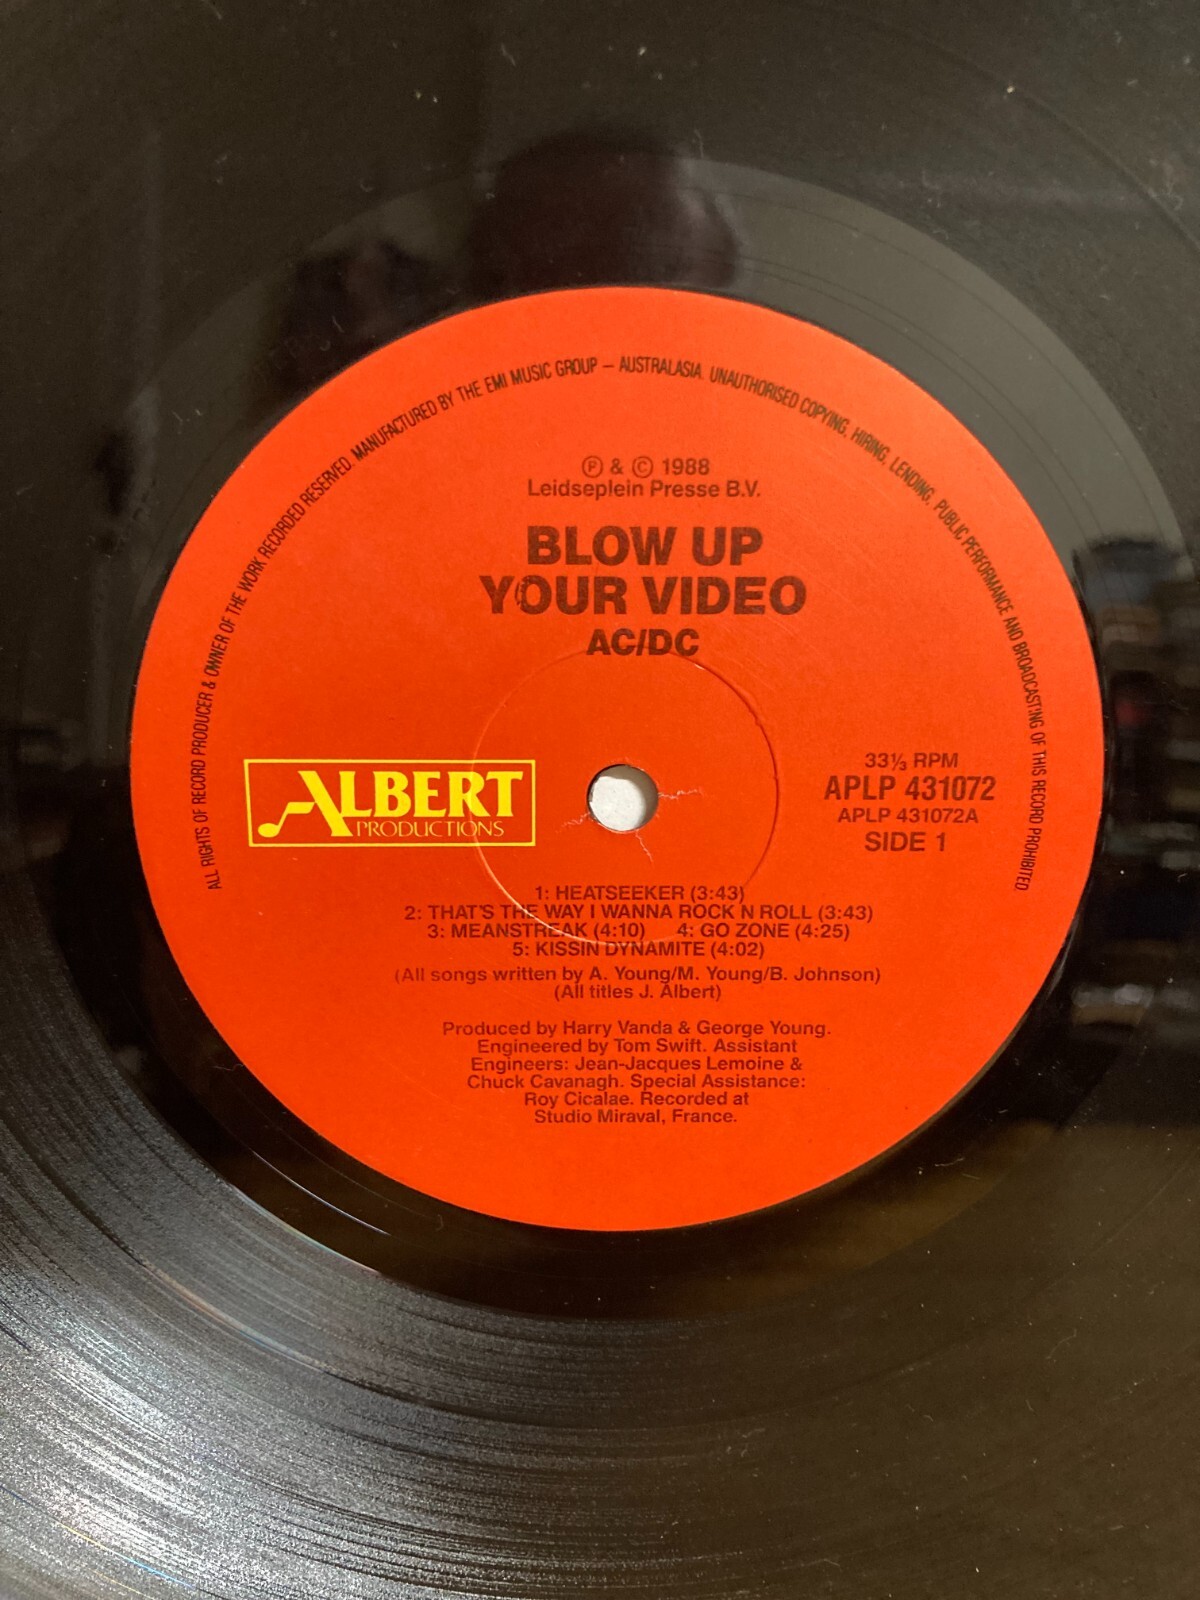 ALL RIGHTS OF RECORD PRODUCER & OWNER OF THE WORK RECORDED RESERVED. MANUFACTURED BY THE EMI MUSIC GROUP – AUSTRALASIA. UNAUTHORISED COPYING, HIRING, LENDING, PUBLIC PERFORMANCE AND BROADCASTING OF THIS RECORD PROHIBITED.
Ⓟ & © 1988
Leidseplein Presse B.V.
BLOW UP
YOUR VIDEO
AC/DC
ALBERT
PRODUCTIONS
33⅓ RPM
APLP 431072
APLP 431072A
SIDE 1
1: HEATSEEKER (3:43)
2: THAT'S THE WAY I WANNA ROCK N ROLL (3:43)
3: MEANSTREAK (4:10) 4: GO ZONE (4:25)
5: KISSIN DYNAMITE (4:02)
(All songs written by A. Young/M. Young/B. Johnson)
(All titles J. Albert)
Produced by Harry Vanda & George Young.
Engineered by Tom Swift. Assistant
Engineers: Jean-Jacques Lemoine &
Chuck Cavanagh. Special Assistance:
Roy Cicalae. Recorded at
Studio Miraval, France.